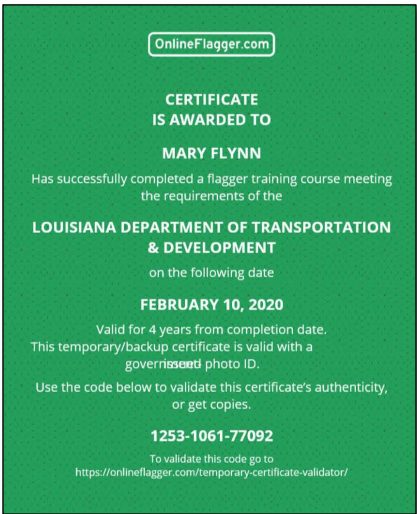 OnlineFlagger.com
CERTIFICATE
IS AWARDED TO
MARY FLYNN
Has successfully completed a flagger training course meeting
the requirements of the
LOUISIANA DEPARTMENT OF TRANSPORTATION
& DEVELOPMENT
on the following date
FEBRUARY 10, 2020
Valid for 4 years from completion date.
This temporary/backup certificate is valid with a
photo ID.
Use the code below to validate this certificate's authenticity,
or get copies.
1253-1061-77092
To validate this code go to
https://onlineflagger.com/temporary-certificate-validator/